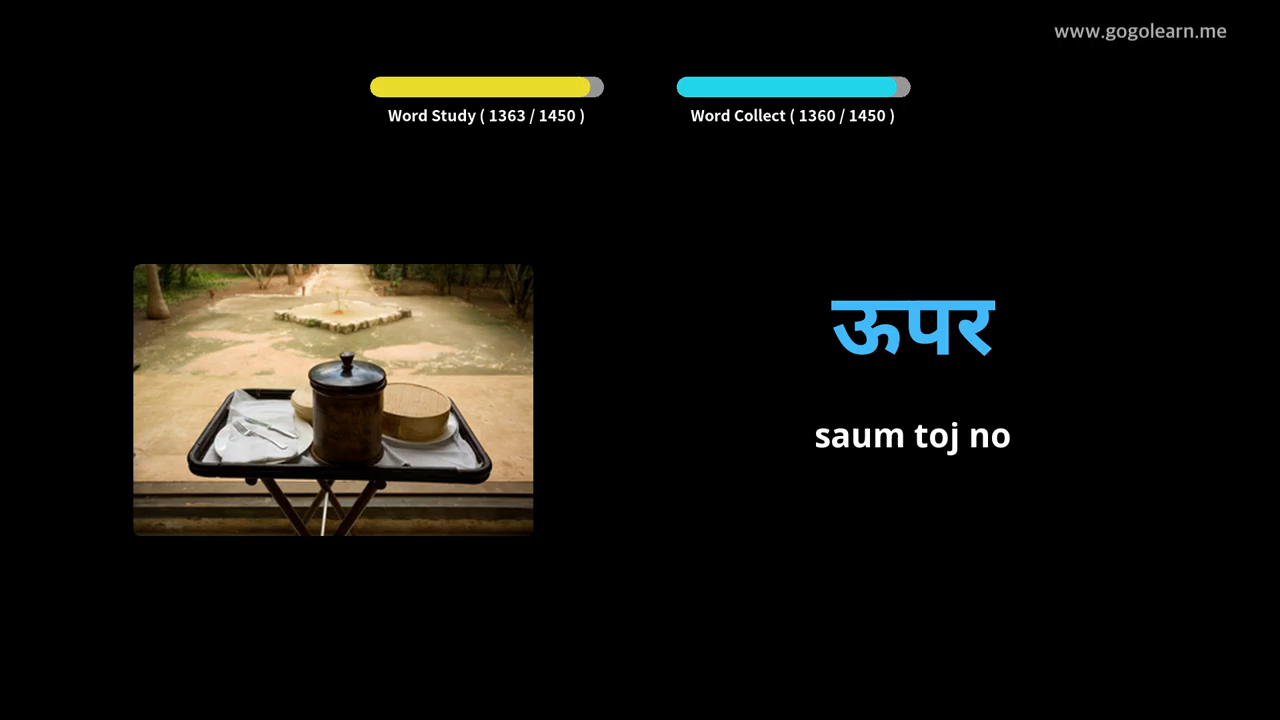 www.gogolearn.me
Word Study ( 1363 / 1450 )
Word Collect ( 1360 / 1450 )
ऊपर
saum toj no